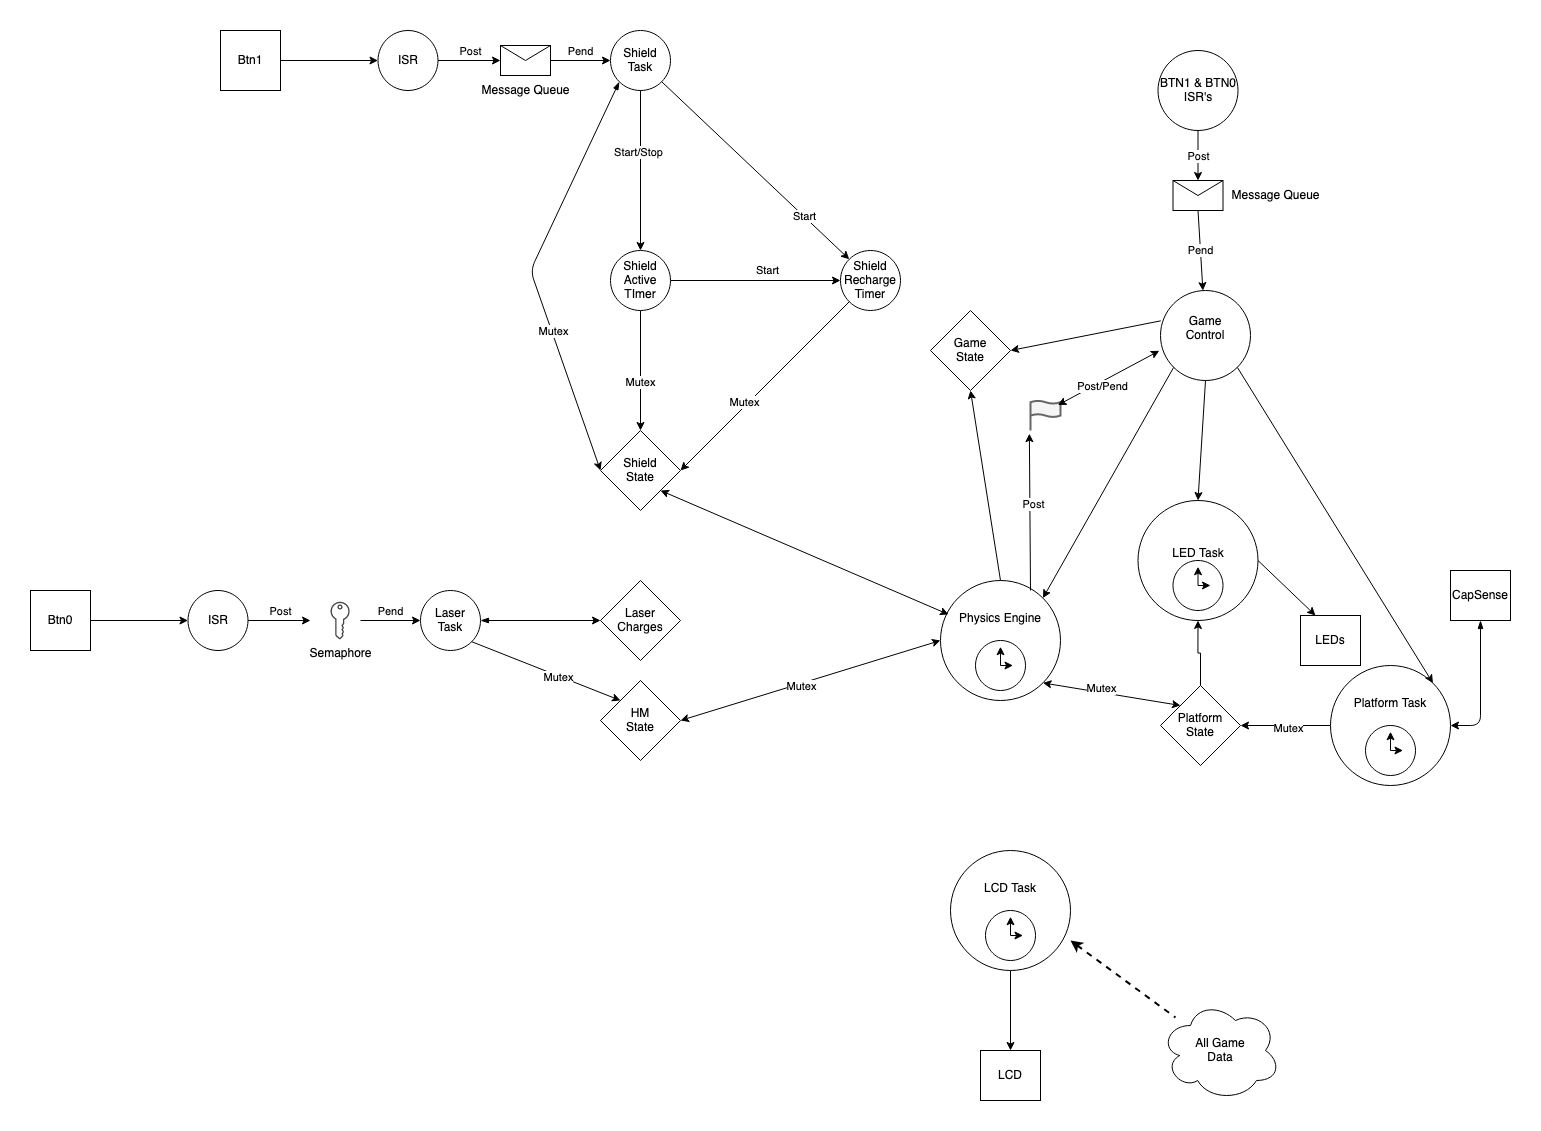 Btn1
ISR
Post
Message Queue
Pend
Shield
Task
Start/Stop
Start
Shield
Active
TImer
Start
Shield
Recharge
Timer
Mutex
Mutex
Mutex
Shield
State
BTN1 & BTN0
ISR's
Post
Message Queue
Pend
Game
Control
Game
State
Post/Pend
Post
LED Task
LEDs
CapSense
Physics Engine
Platform Task
Mutex
Platform
State
Mutex
Btn0
ISR
Post
Semaphore
Pend
Laser
Task
Laser
Charges
Mutex
HM
State
Mutex
LCD Task
LCD
All Game
Data